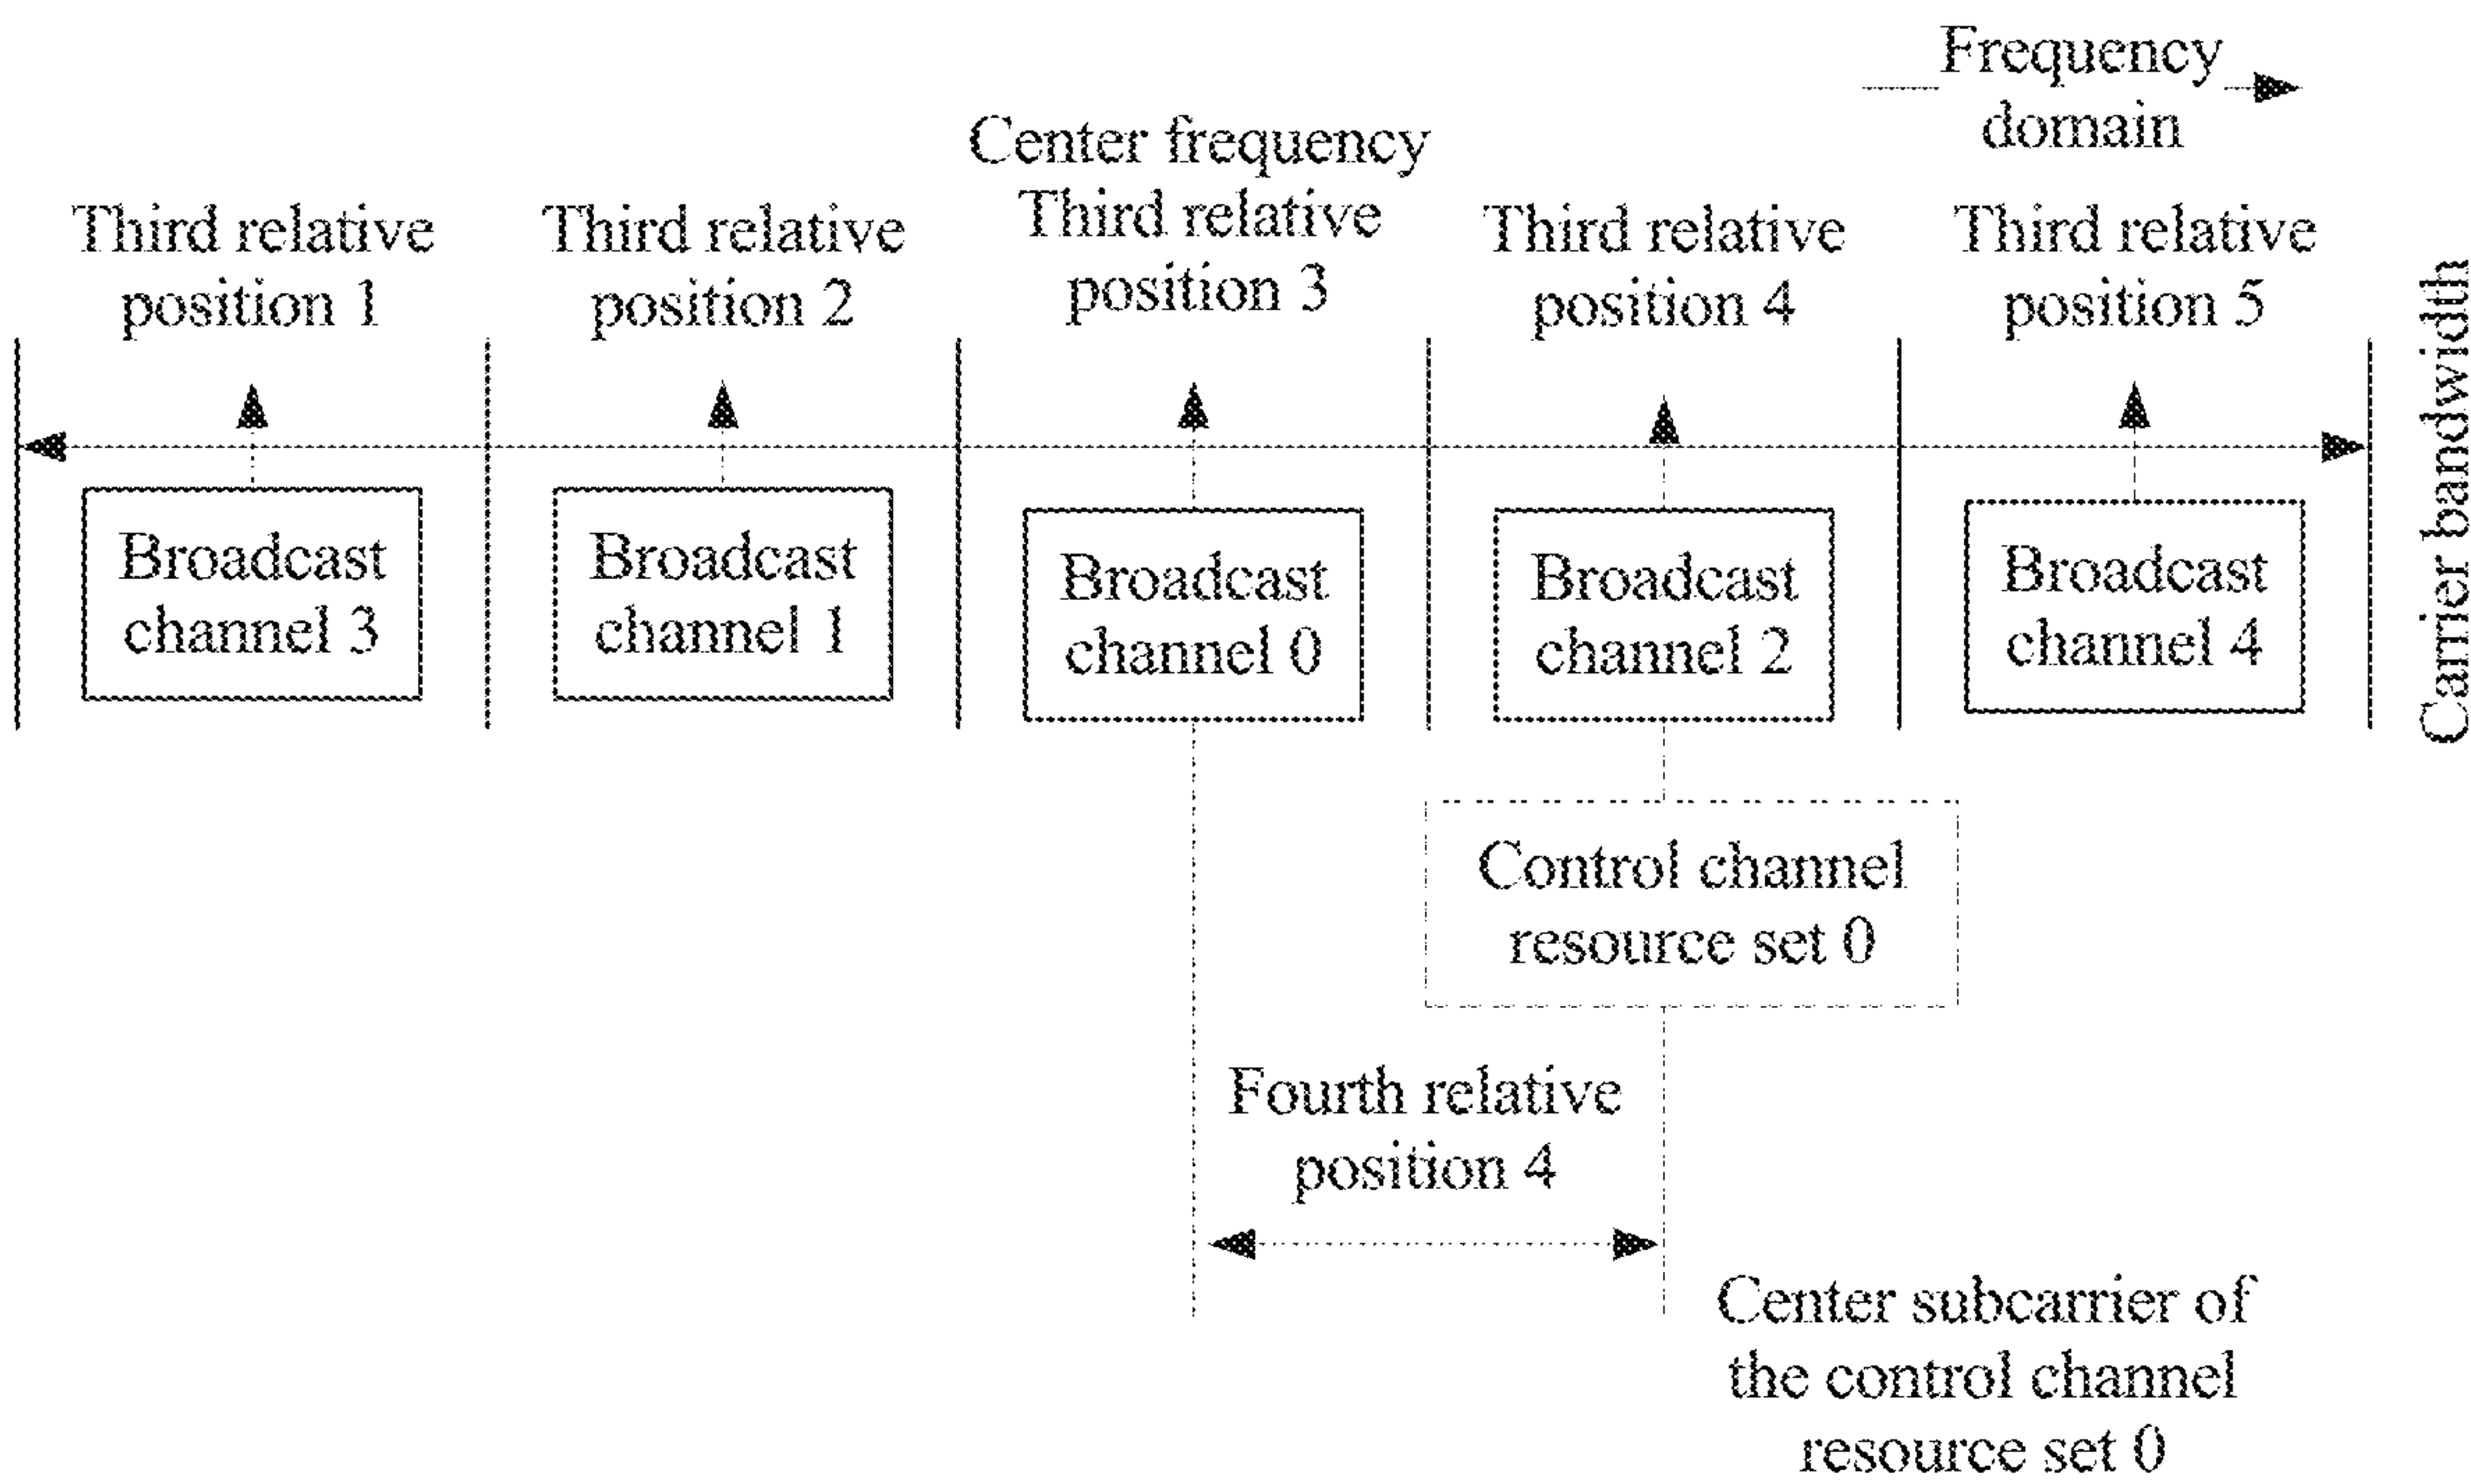 Frequency
domain
Center frequency
Third relative
position 1
Third relative
position 2
Third relative
position 3
Third relative
position 4
Third relative
position 5
Carrier bandwidth
Broadcast
channel 3
Broadcast
channel 1
Broadcast
channel 0
Broadcast
channel 2
Broadcast
channel 4
Control channel
resource set 0
Fourth relative
position 4
Center subcarrier of
the control channel
resource set 0